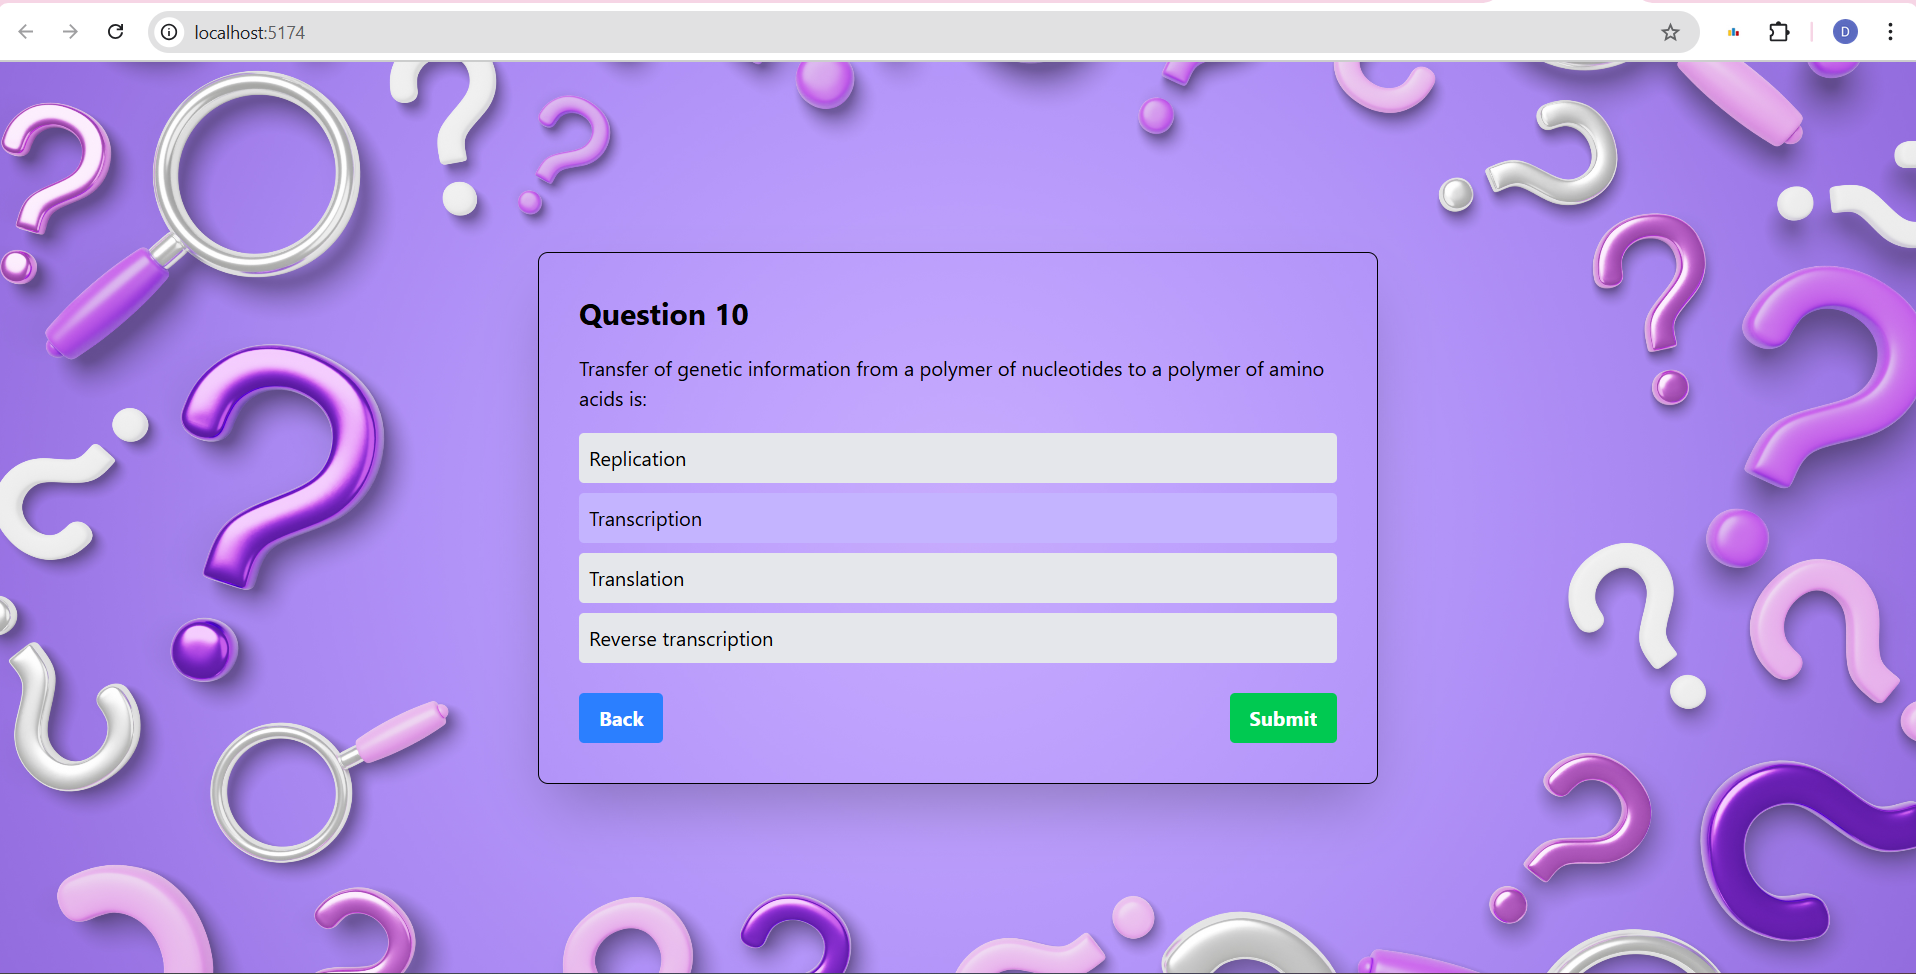 localhost:5174
D
Question 10
Transfer of genetic information from a polymer of nucleotides to a polymer of amino
acids is:
Replication
Transcription
Translation
Reverse transcription
Back
Submit